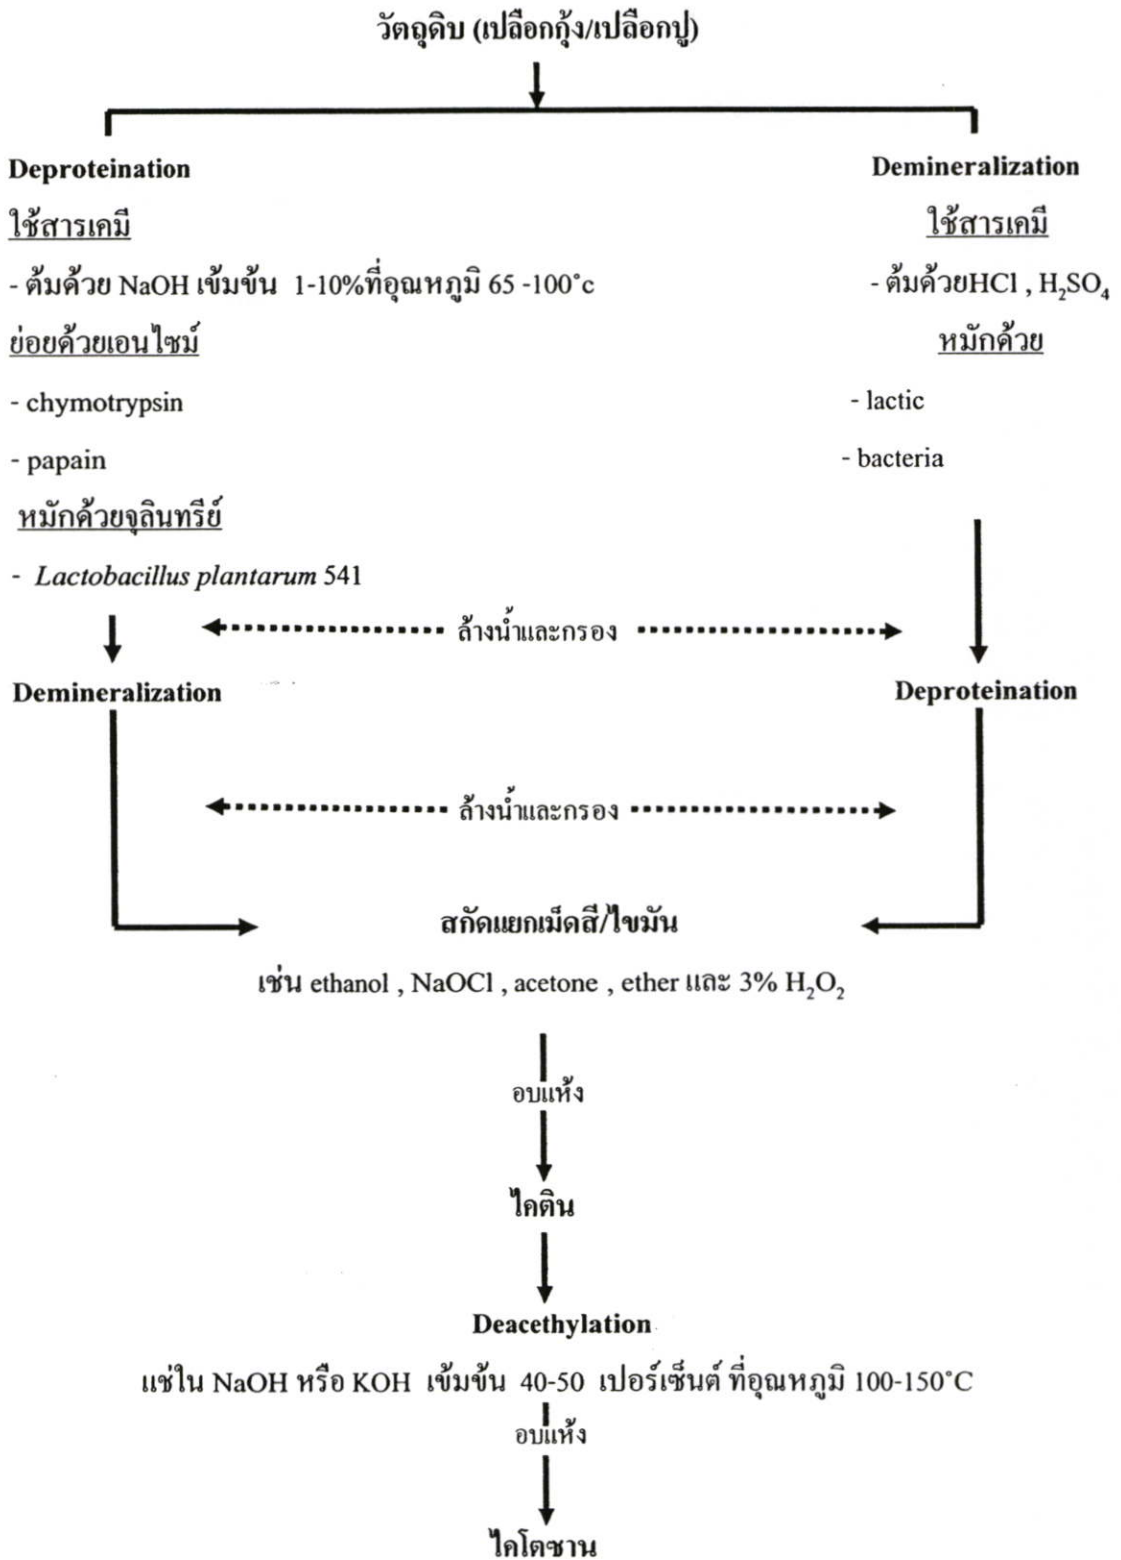 วัตถุดิบ (เปลือกกุ้ง/เปลือกปู)
Deproteination
ใช้สารเคมี
- ต้มด้วย NaOH เข้มข้น 1-10%ที่อุณหภูมิ 65 -100˚c
ย่อยด้วยเอนไซม์
- chymotrypsin
- papain
หมักด้วยจุลินทรีย์
- Lactobacillus plantarum 541
Demineralization
ใช้สารเคมี
- ต้มด้วยHCl , H₂SO₄
หมักด้วย
- lactic
- bacteria
ล้างน้ำและกรอง
Demineralization
Deproteination
ล้างน้ำและกรอง
สกัดแยกเม็ดสี/ไขมัน
เช่น ethanol , NaOCl , acetone , ether และ 3% H₂O₂
อบแห้ง
ไคติน
Deacethylation
แช่ใน NaOH หรือ KOH เข้มข้น 40-50 เปอร์เซ็นต์ ที่อุณหภูมิ 100-150˚C
อบแห้ง
ไคโตซาน